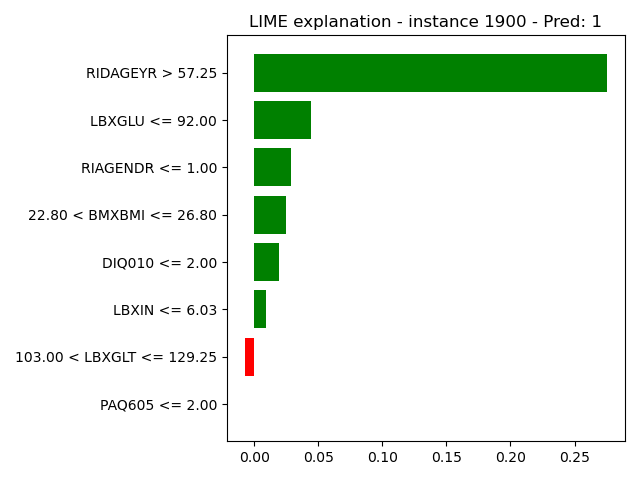 LIME explanation - instance 1900 - Pred: 1
RIDAGEYR > 57.25
LBXGLU <= 92.00
RIAGENDR <= 1.00
22.80 < BMXBMI <= 26.80
DIQ010 <= 2.00
LBXIN <= 6.03
103.00 < LBXGLT <= 129.25
PAQ605 <= 2.00
0.00 0.05 0.10 0.15 0.20 0.25